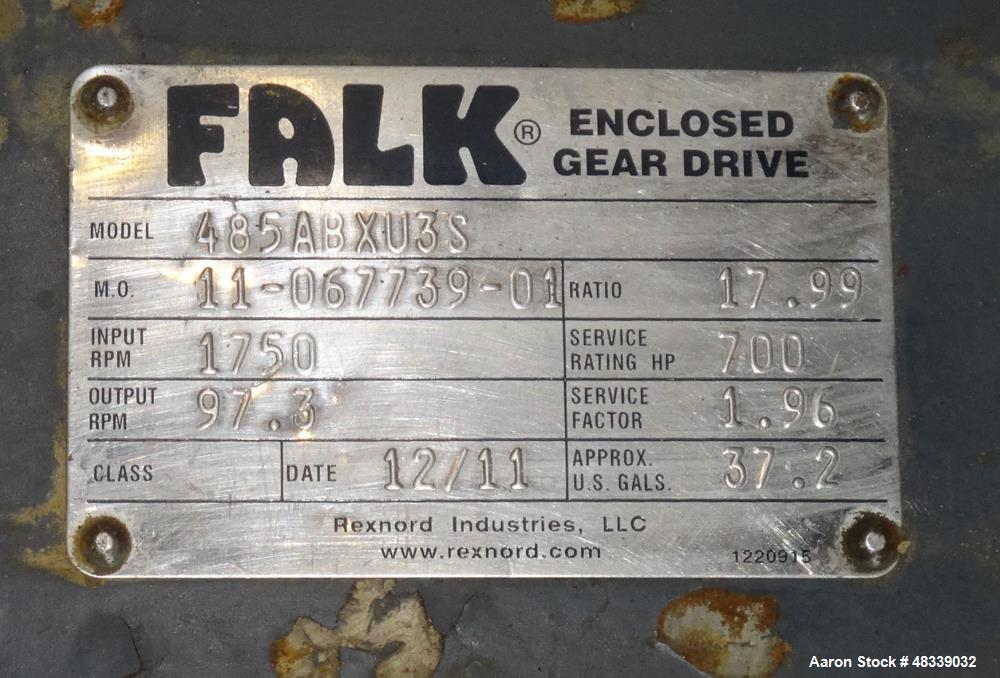 FALK® ENCLOSED GEAR DRIVE
MODEL 485ABXU3S
M.O. 11-067739-01 RATIO 17.99
INPUT RPM 1750 SERVICE RATING HP 700
OUTPUT RPM 97.3 SERVICE FACTOR 1.96
CLASS DATE 12/11 APPROX. U.S. GALS. 37.2
Rexnord Industries, LLC
www.rexnord.com 1220915
Aaron Stock # 48339032